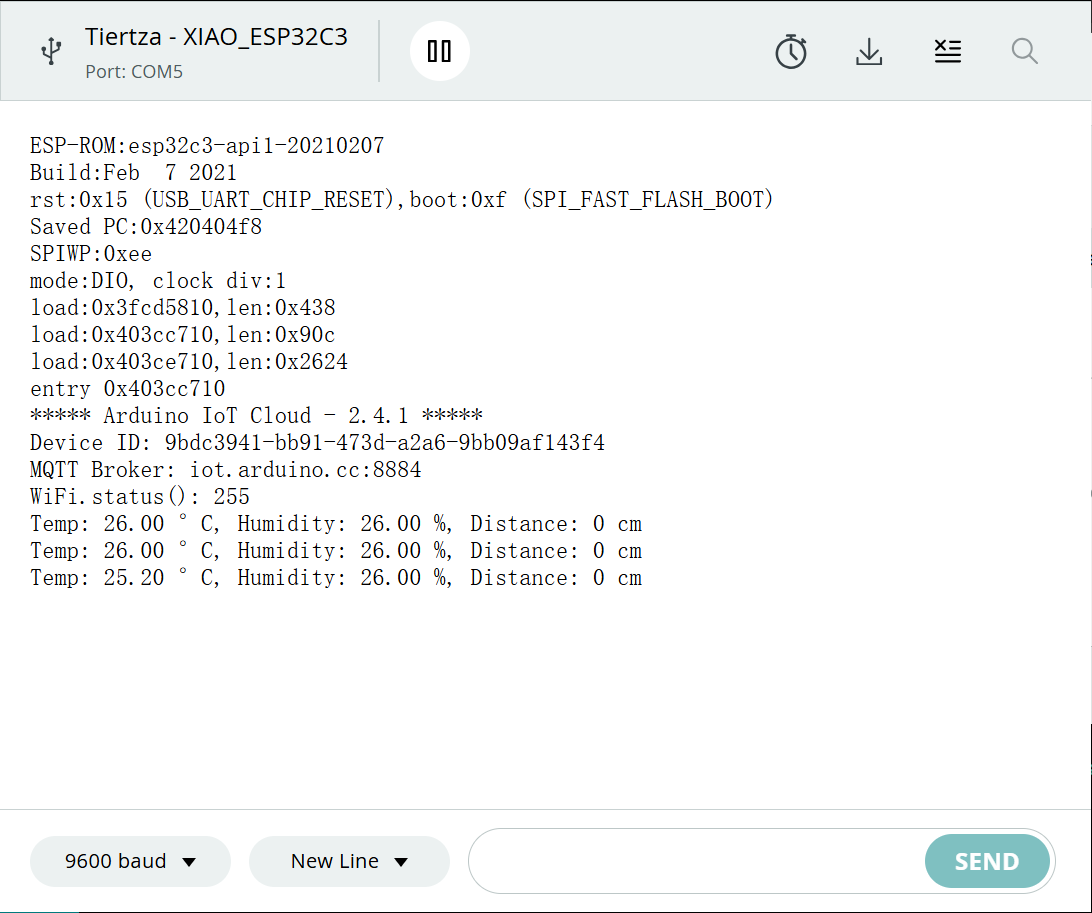 Tiertza - XIAO_ESP32C3
Port: COM5
ESP-ROM:esp32c3-api1-20210207
Build:Feb  7 2021
rst:0x15 (USB_UART_CHIP_RESET),boot:0xf (SPI_FAST_FLASH_BOOT)
Saved PC:0x420404f8
SPIWP:0xee
mode:DIO, clock div:1
load:0x3fcd5810,len:0x438
load:0x403cc710,len:0x90c
load:0x403ce710,len:0x2624
entry 0x403cc710
***** Arduino IoT Cloud - 2.4.1 *****
Device ID: 9bdc3941-bb91-473d-a2a6-9bb09af143f4
MQTT Broker: iot.arduino.cc:8884
WiFi.status(): 255
Temp: 26.00 ° C, Humidity: 26.00 %, Distance: 0 cm
Temp: 26.00 ° C, Humidity: 26.00 %, Distance: 0 cm
Temp: 25.20 ° C, Humidity: 26.00 %, Distance: 0 cm
9600 baud
New Line
SEND